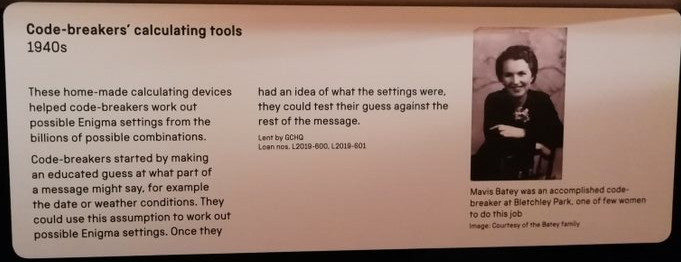 Code-breakers' calculating tools
1940s
These home-made calculating devices
helped code-breakers work out
possible Enigma settings from the
billions of possible combinations.
Code-breakers started by making
an educated guess at what part of
a message might say, for example
the date or weather conditions. They
could use this assumption to work out
possible Enigma settings. Once they
had an idea of what the settings were,
they could test their guess against the
rest of the message.
Lent by GCHQ
Loan nos. L2019-600, L2019-601
Mavis Batey was an accomplished code-
breaker at Bletchley Park, one of few women
to do this job
Image: Courtesy of the Batey family